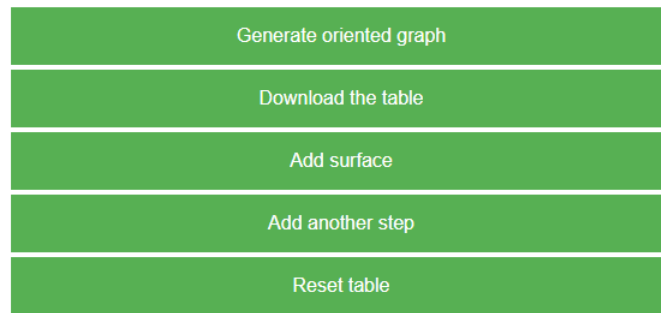 Generate oriented graph
Download the table
Add surface
Add another step
Reset table